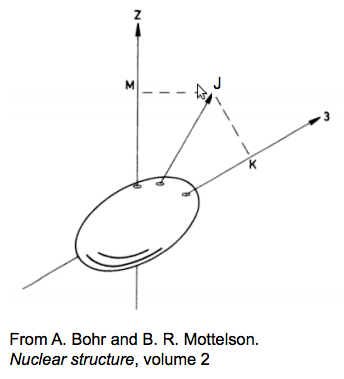 Z
M
J
3
K
From A. Bohr and B. R. Mottelson.
Nuclear structure, volume 2